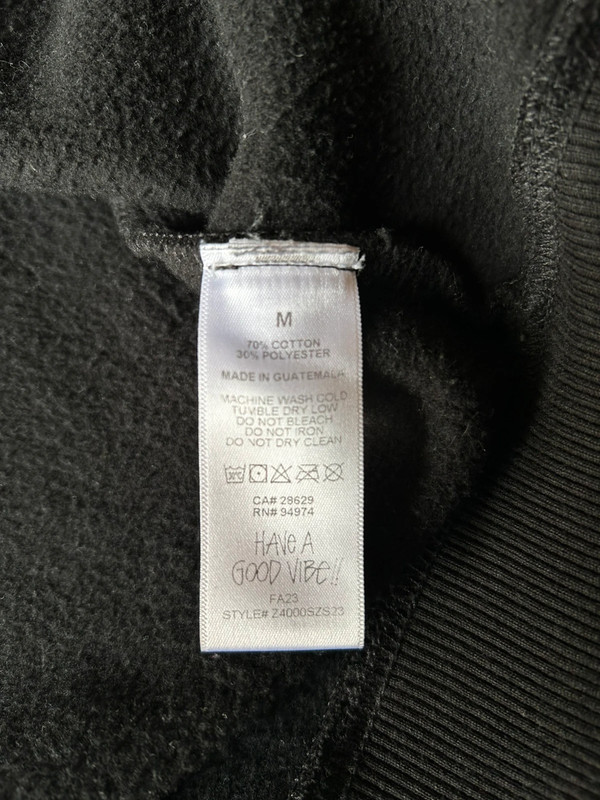 M
70% COTTON
30% POLYESTER
MADE IN GUATEMALA
MACHINE WASH COLD
TUMBLE DRY LOW
DO NOT BLEACH
DO NOT IRON
DO NOT DRY CLEAN
30°C
CA# 28629
RN# 94974
HAVE A
GOOD VIBE!!
FA23
STYLE# Z4000SZS23